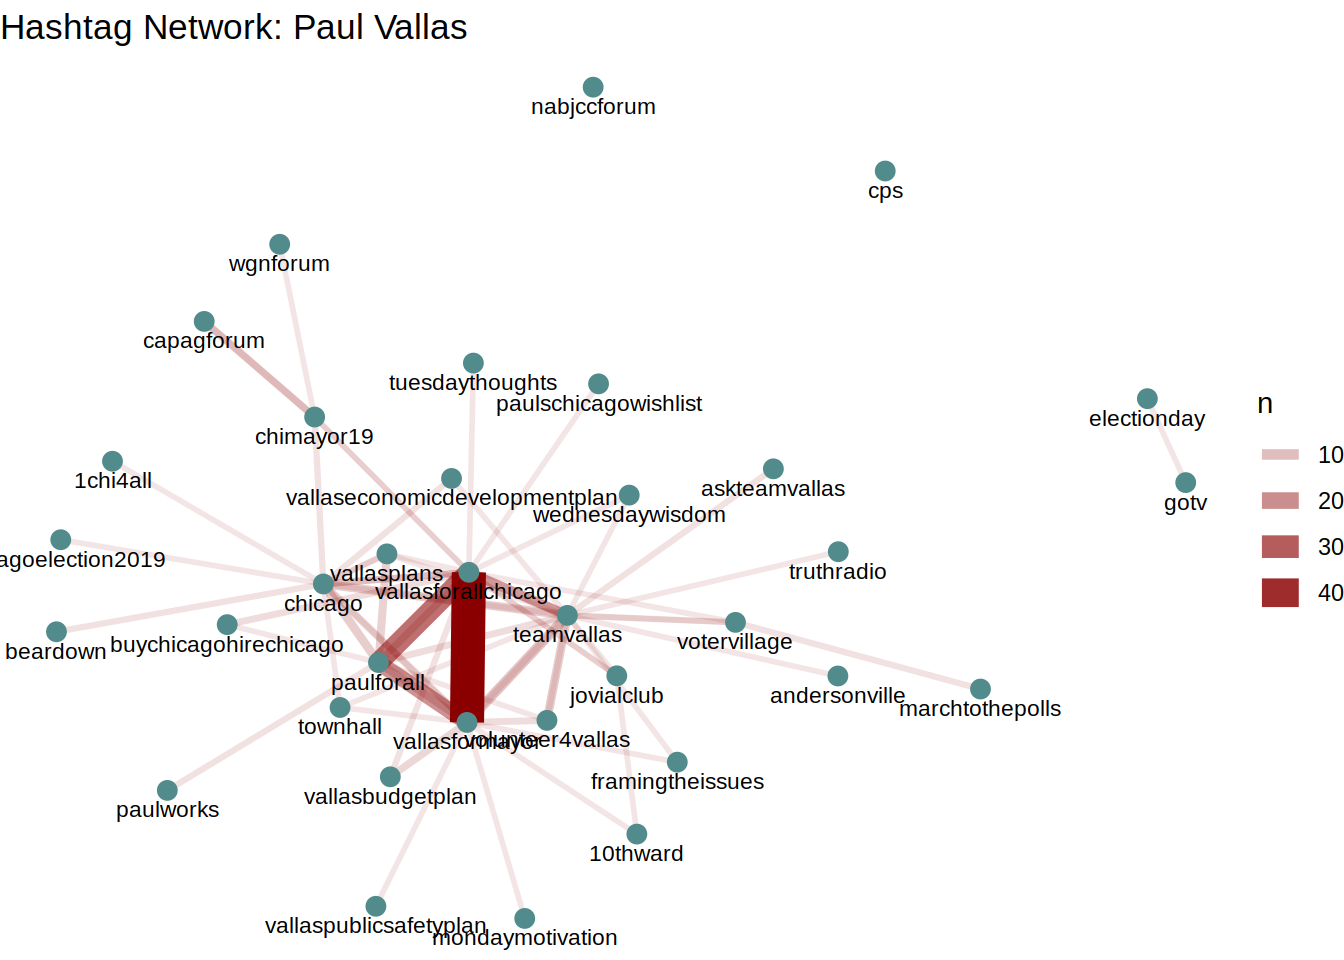 Hashtag Network: Paul Vallas
nabjccforum
cps
wgnforum
capagforum
tuesdaythoughts
paulschicagowishlist
electionday
n
chimayor19
10
1chi4all
askteamvallas
vallaseconomicdevelopmentplan
20
gotv
wednesdaywisdom
30
agoelection2019
vallasplans
truthradio
vallasforallchicago
40
chicago
teamvallas
votervillage
buychicagohirechicago
beardown
paulforall
jovialclub
andersonville
marchtothepolls
townhall
vallasformayor
volunteer4vallas
framingtheissues
vallasbudgetplan
paulworks
10thward
vallaspublicsafetyplan
mondaymotivation